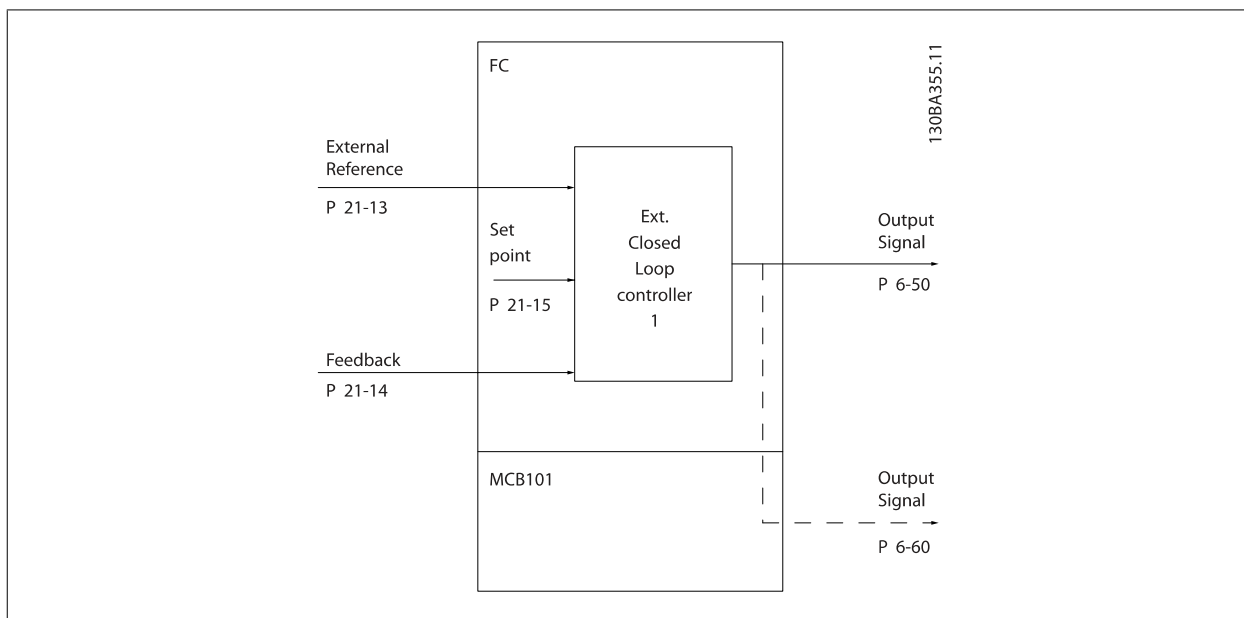 FC
130BA355.11
External
Reference
P 21-13
Set
point
P 21-15
Feedback
P 21-14
Ext.
Closed
Loop
controller
1
Output
Signal
P 6-50
MCB101
Output
Signal
P 6-60